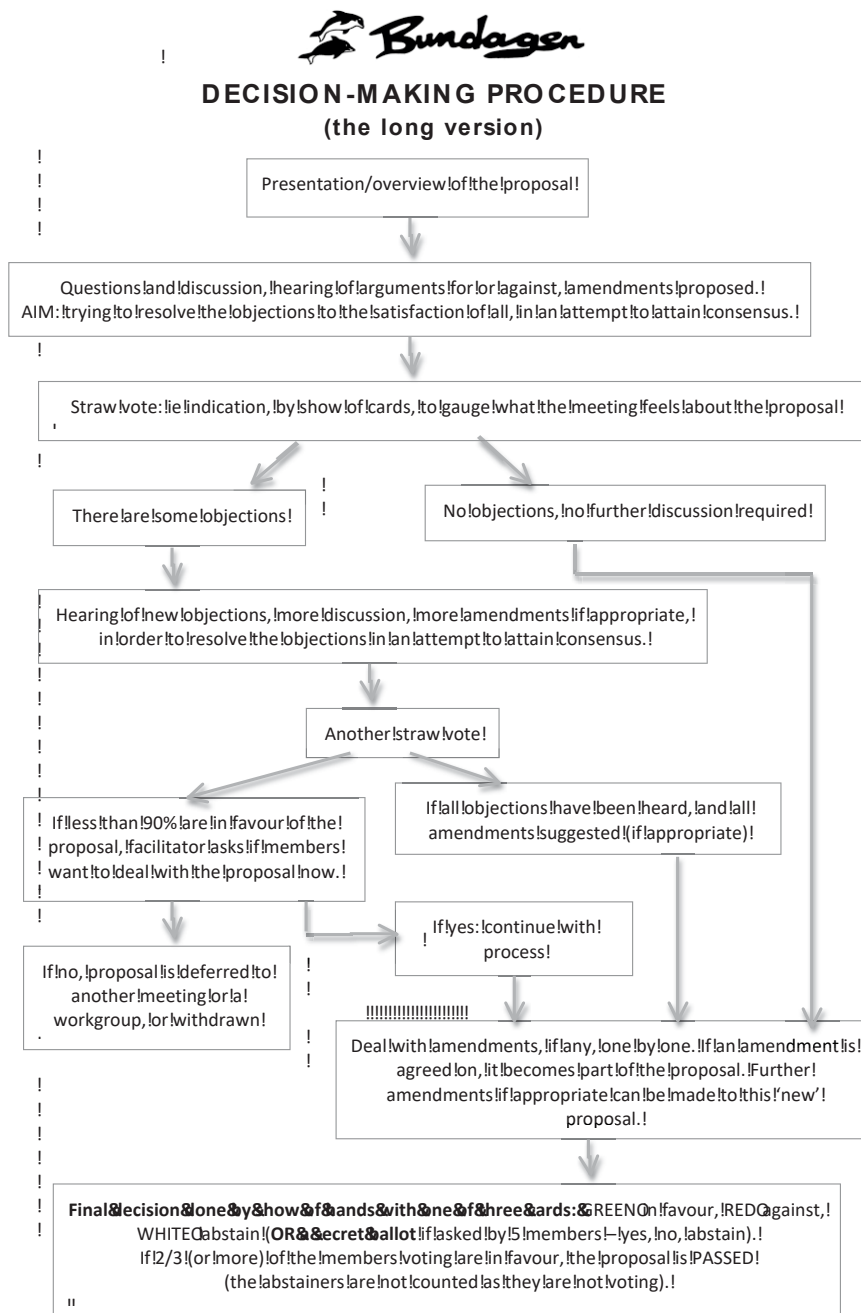 Bundagen
!
DECISION-MAKING PROCEDURE
(the long version)
!
!
!
!
Presentation/overview!of!the!proposal!
Questions!and!discussion,!hearing!of!arguments!for!or!against,!amendments!proposed.!
AIM:!trying!to!resolve!the!objections!to!the!satisfaction!of!all,!in!an!attempt!to!attain!consensus.!
!
Straw!vote:!ie!indication,!by!show!of!cards,!to!gauge!what!the!meeting!feels!about!the!proposal!
!
!
!
There!are!some!objections!
No!objections,!no!further!discussion!required!
Hearing!of!new!objections,!more!discussion,!more!amendments!if!appropriate,!
in!order!to!resolve!the!objections!in!an!attempt!to!attain!consensus.!
Another!straw!vote!
If!less!than!90%!are!in!favour!of!the!
proposal,!facilitator!asks!if!members!
want!to!deal!with!the!proposal!now.!
If!all!objections!have!been!heard,!and!all!
amendments!suggested!(if!appropriate)!
If!no,!proposal!is!deferred!to!
another!meeting!or!a!
workgroup,!or!withdrawn!
If!yes:!continue!with!
! process!
!!!!!!!!!!!!!!!!!!!!!!
Deal!with!amendments,!if!any,!one!by!one.!If!an!amendment!is!
agreed!on,!it!becomes!part!of!the!proposal.!Further!
amendments!if!appropriate!can!be!made!to!this!'new'!
proposal.!
Final&decision&done&by&show&of&hands&with&one&of&three&cards:&GREENOin!favour,!REDOagainst,!
WHITEOabstain!(OR&a&secret&ballot!if!asked!by!5!members!–!yes,!no,!abstain).!
If!2/3!(or!more)!of!the!members!voting!are!in!favour,!the!proposal!is!PASSED!
(the!abstainers!are!not!counted!as!they!are!not!voting).!
!!